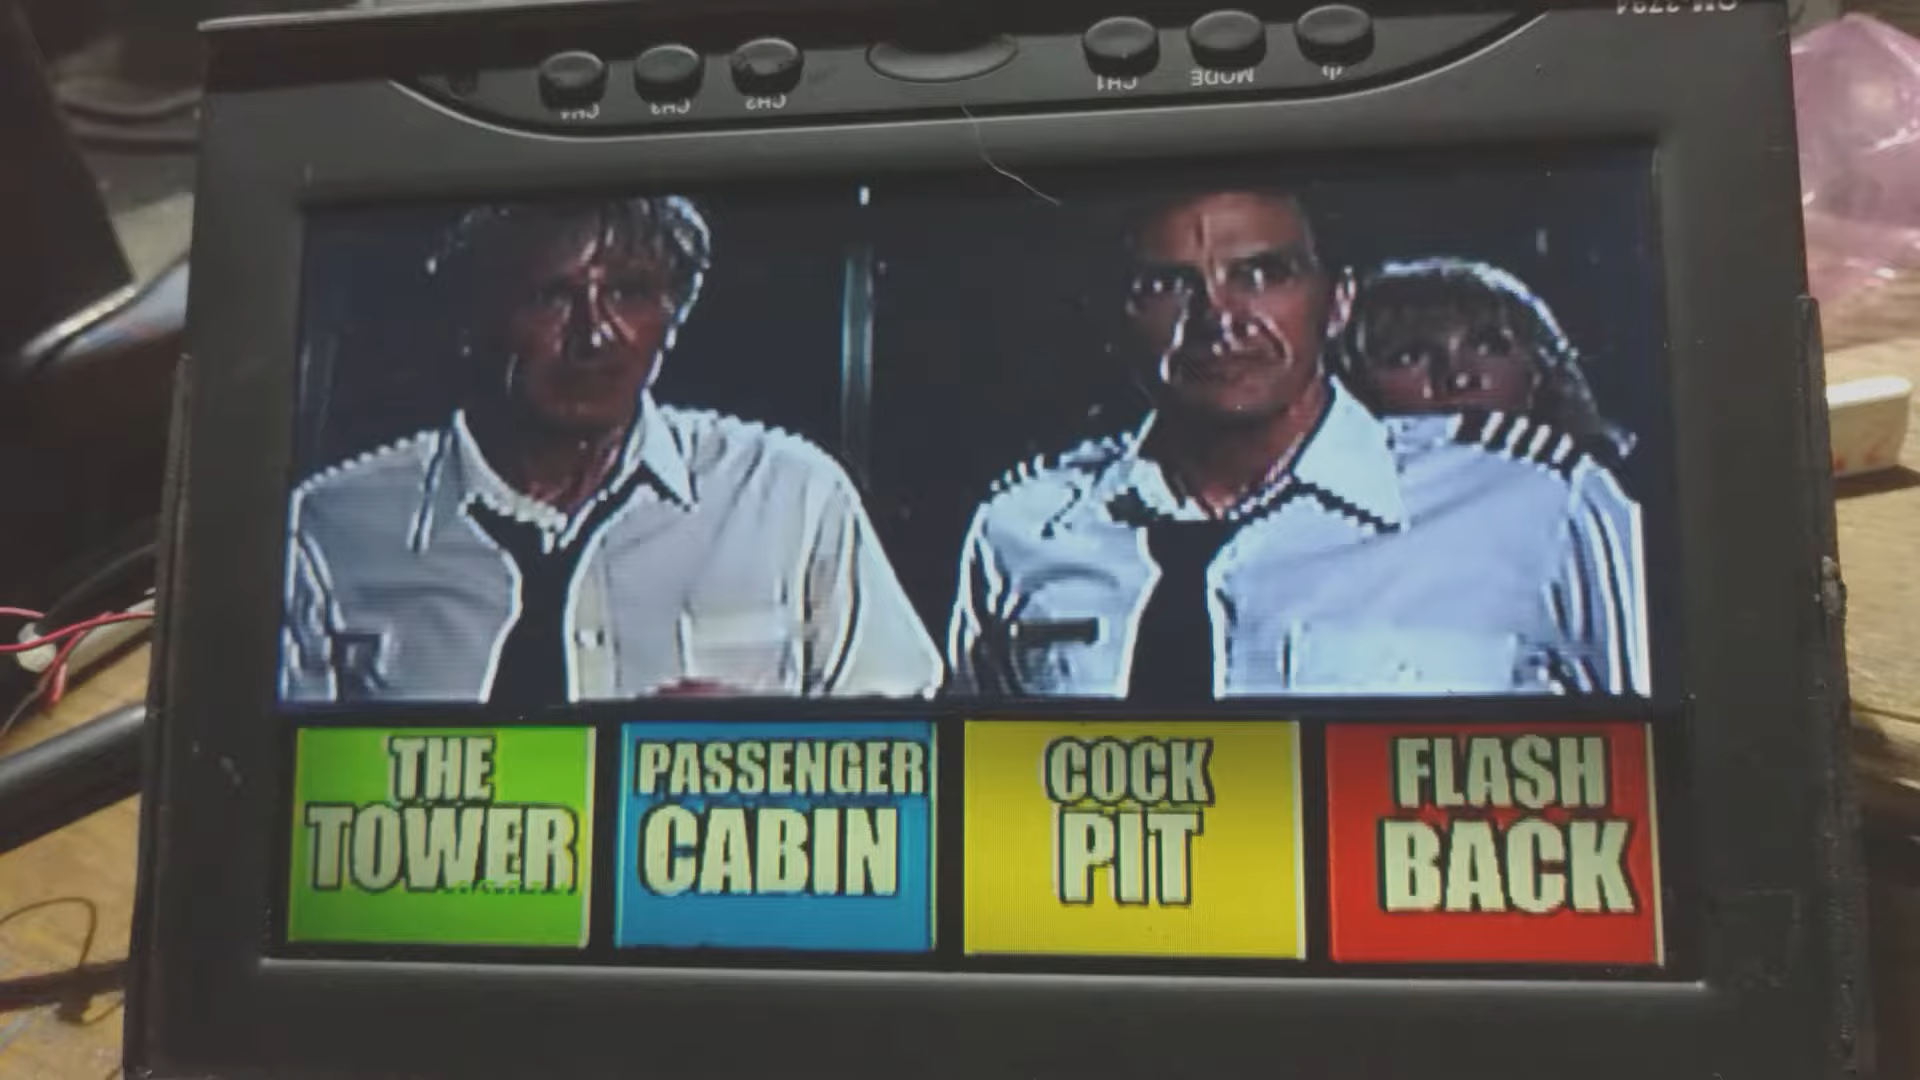 CH4 CH3 CH2 CH1 MODE
THE
TOWER
PASSENGER
CABIN
COCK
PIT
FLASH
BACK